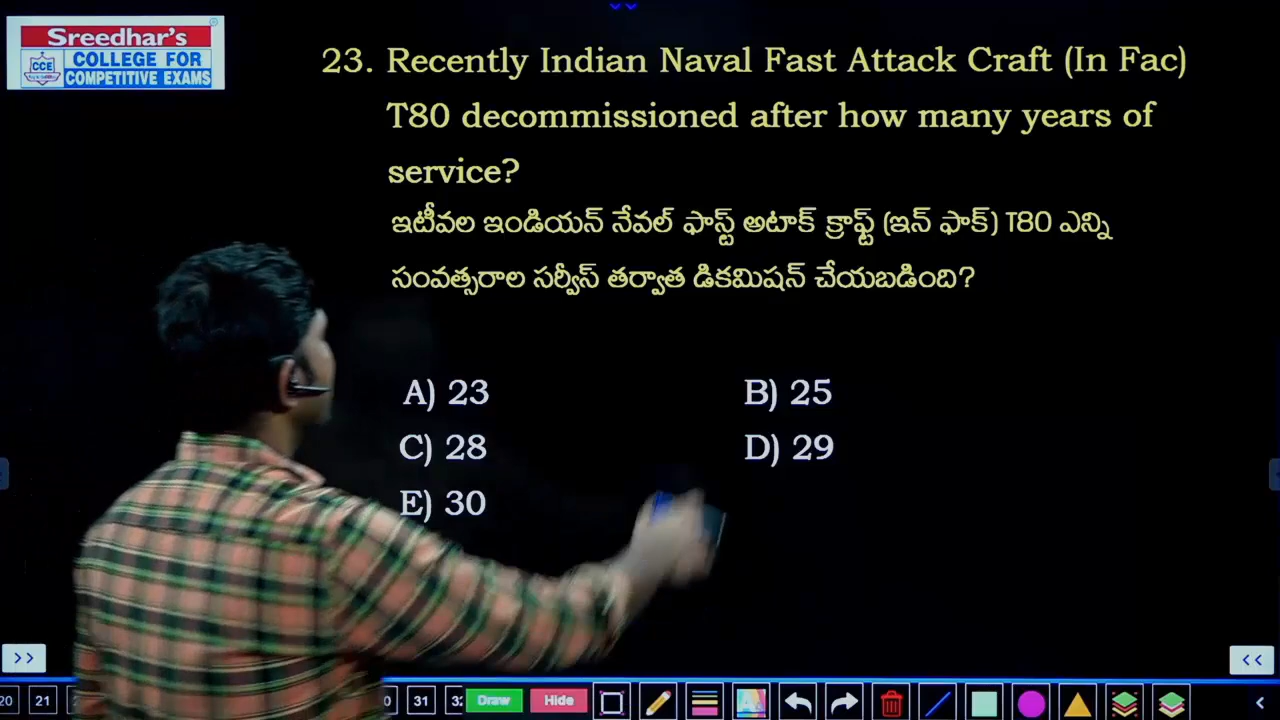 Sreedhar's
CCE
COLLEGE FOR
COMPETITIVE EXAMS
23. Recently Indian Naval Fast Attack Craft (In Fac)
T80 decommissioned after how many years of
service?
ఇటీవల ఇండియన్ నేవల్ ఫాస్ట్ అటాక్ క్రాఫ్ట్ (ఇన్ ఫాక్) T80 ఎన్ని
సంవత్సరాల సర్వీస్ తర్వాత డికమిషన్ చేయబడింది?
A) 23 B) 25
C) 28 D) 29
E) 30
>> <<
20 21 31 Draw Hide